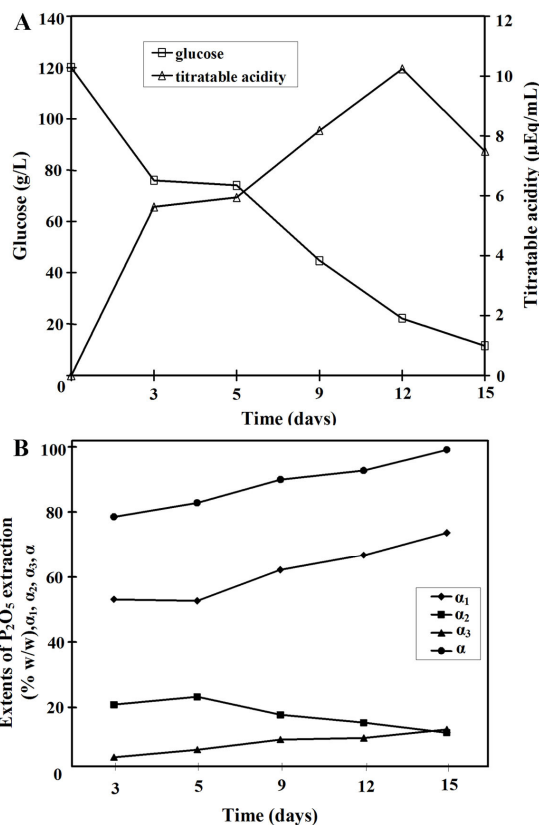 A
140
120
100
80
60
40
20
0
Glucose (g/L)
glucose
titratable acidity
12
10
8
6
4
2
0
Titratable acidity (µEq/mL)
3 5 9 12 15
Time (days)
B
100
80
60
40
20
0
Extents of P₂O₅ extraction
(% w/w),α₁, α₂, α₃, α
α₁
α₂
α₃
α
3 5 9 12 15
Time (days)